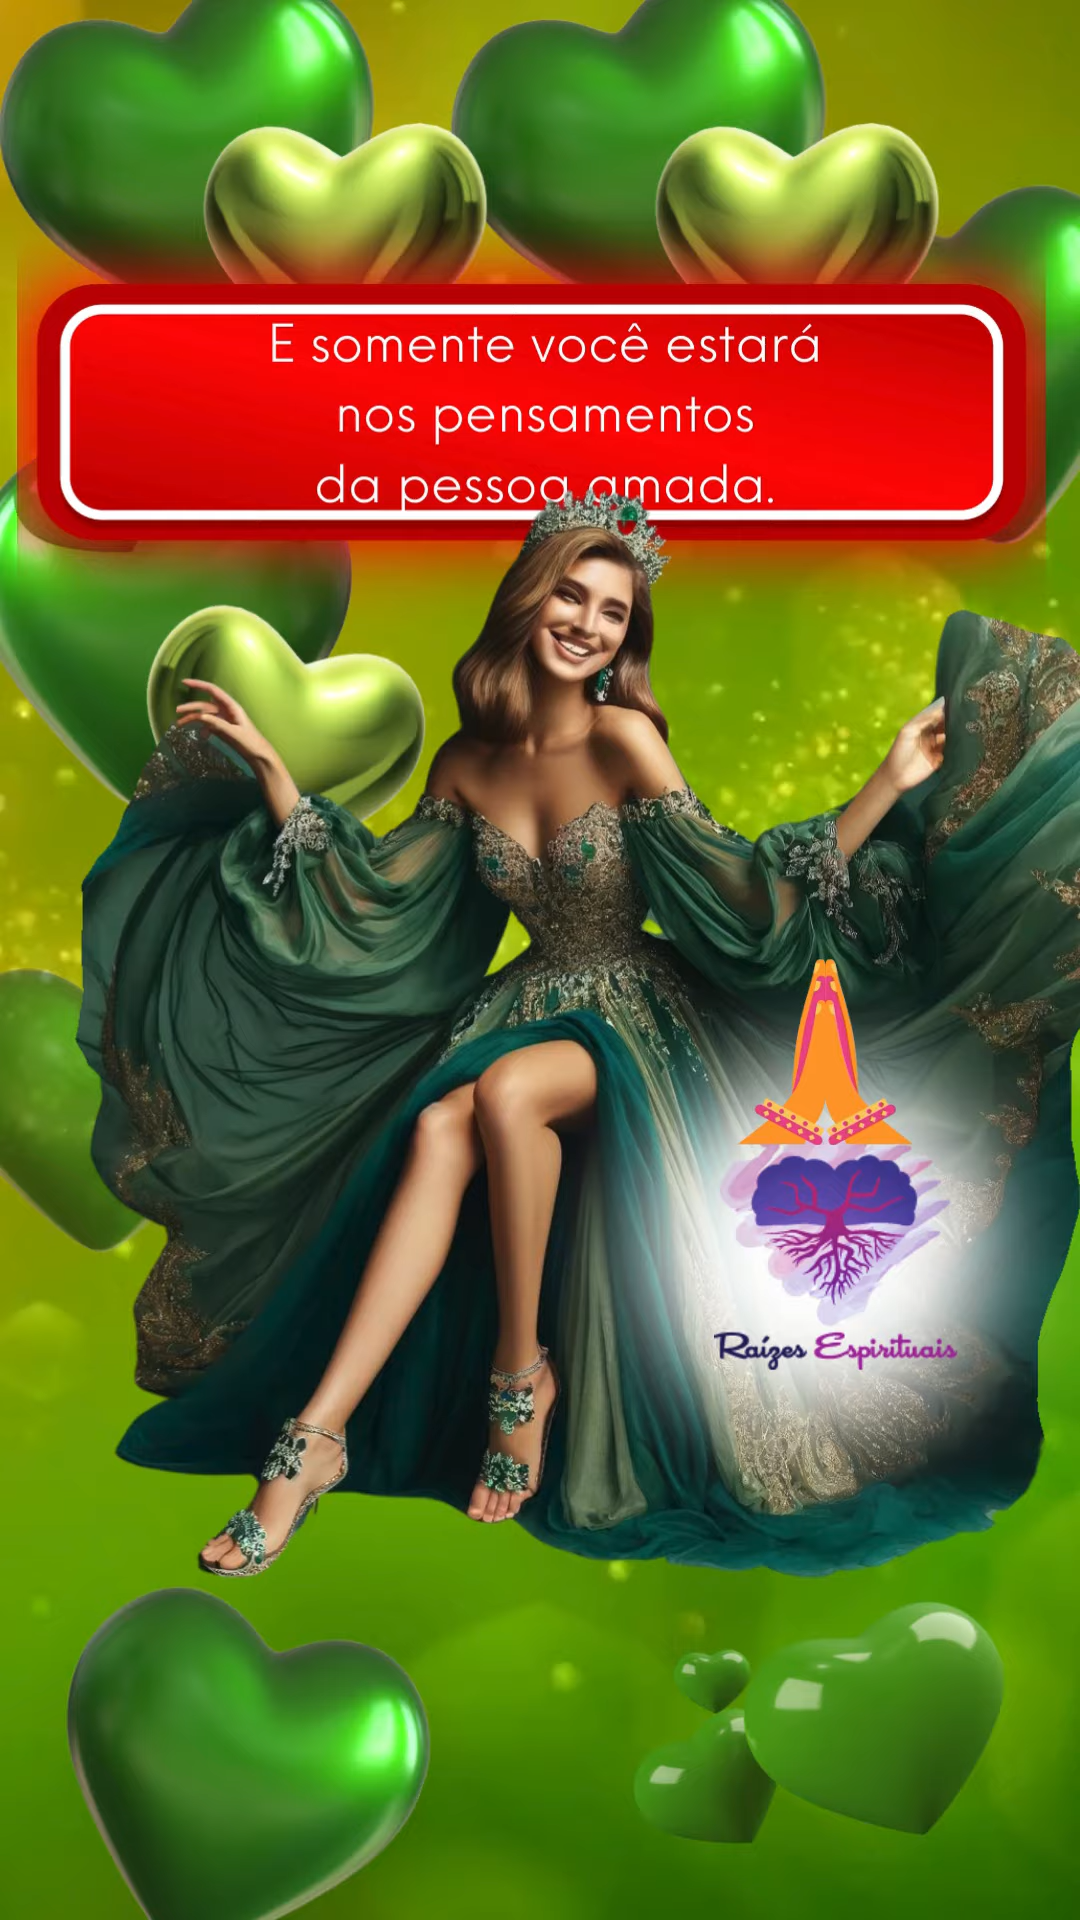 E somente você estará
nos pensamentos
da pessoa amada.
Raízes Espirituais